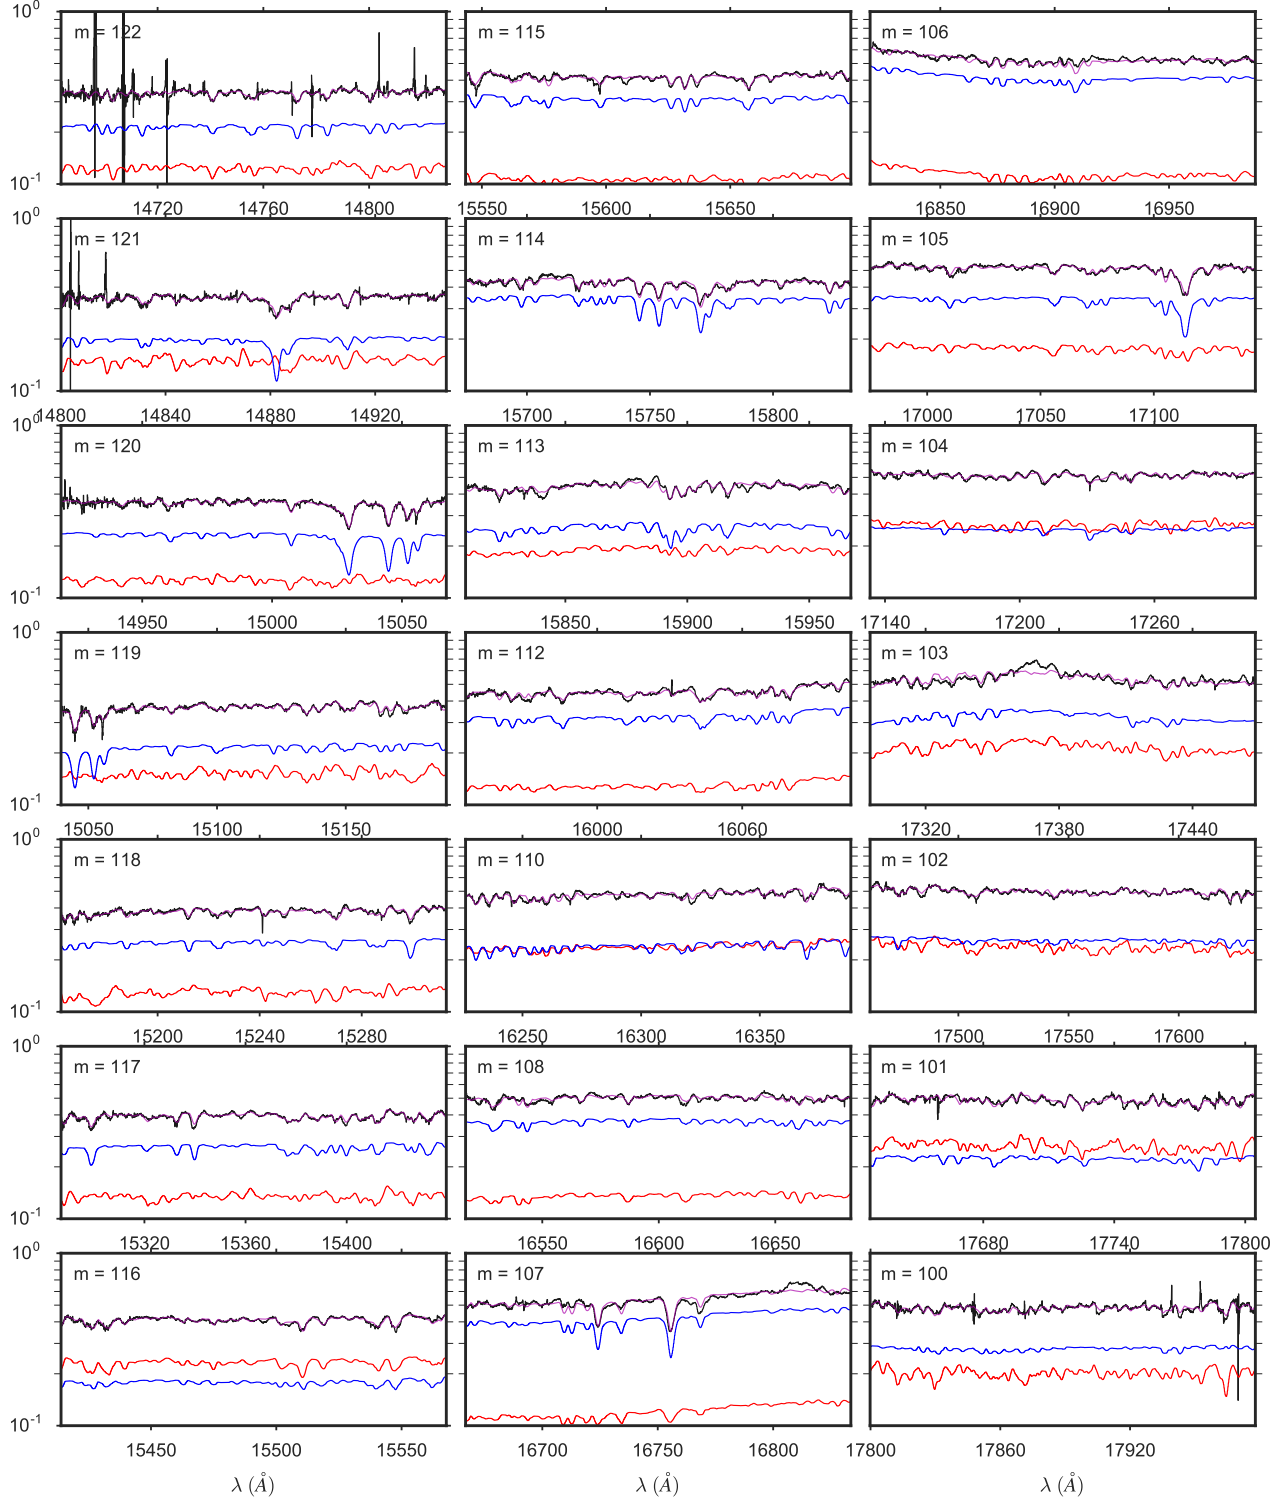 10⁰ m = 122 m = 115 m = 106
10⁻¹
14720 14760 14800 15550 15600 15650 16850 16900 16950
10⁰ m = 121 m = 114 m = 105
10⁻¹
14800 14840 14880 14920 15700 15750 15800 17000 17050 17100
10⁰ m = 120 m = 113 m = 104
10⁻¹
14950 15000 15050 15850 15900 15950 17140 17200 17260
10⁰ m = 119 m = 112 m = 103
10⁻¹
15050 15100 15150 16000 16060 17320 17380 17440
10⁰ m = 118 m = 110 m = 102
10⁻¹
15200 15240 15280 16250 16300 16350 17500 17550 17600
10⁰ m = 117 m = 108 m = 101
10⁻¹
15320 15360 15400 16550 16600 16650 17680 17740 17800
10⁰ m = 116 m = 107 m = 100
10⁻¹
15450 15500 15550 16700 16750 16800 17800 17860 17920
λ (Å) λ (Å) λ (Å)